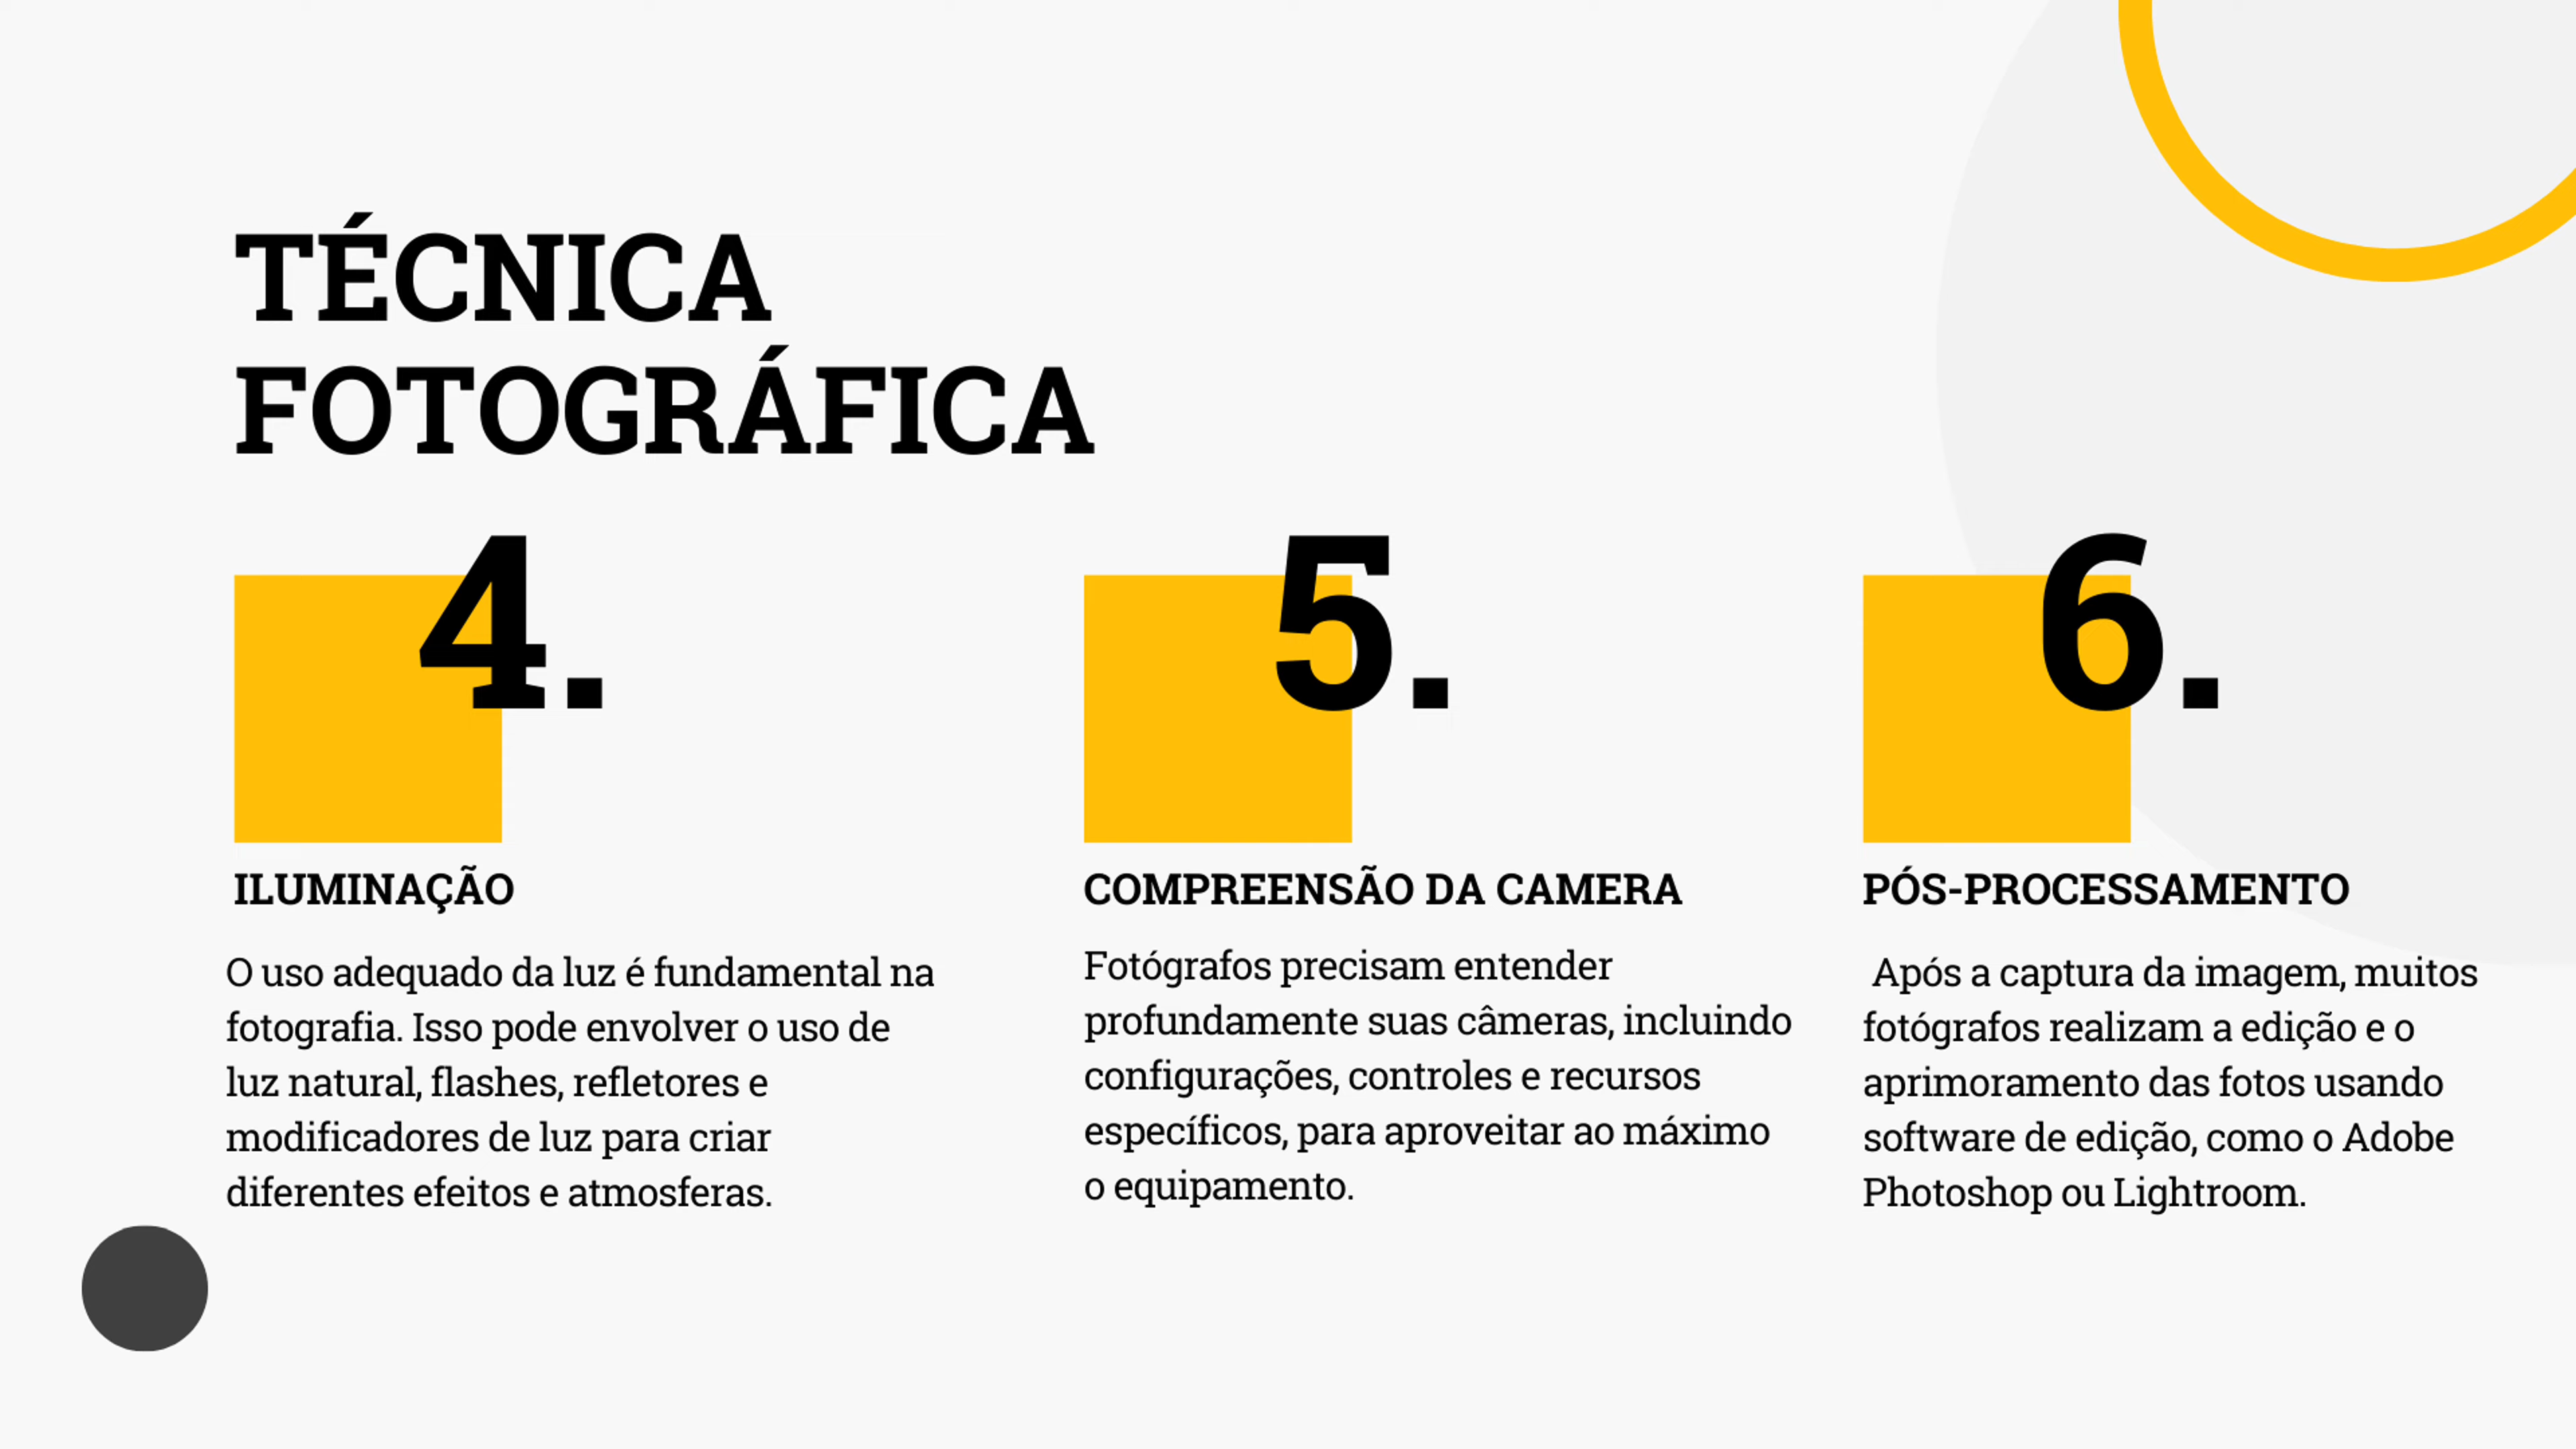 TÉCNICA
FOTOGRÁFICA
4.
ILUMINAÇÃO
O uso adequado da luz é fundamental na
fotografia. Isso pode envolver o uso de
luz natural, flashes, refletores e
modificadores de luz para criar
diferentes efeitos e atmosferas.
5.
COMPREENSÃO DA CAMERA
Fotógrafos precisam entender
profundamente suas câmeras, incluindo
configurações, controles e recursos
específicos, para aproveitar ao máximo
o equipamento.
6.
PÓS-PROCESSAMENTO
Após a captura da imagem, muitos
fotógrafos realizam a edição e o
aprimoramento das fotos usando
software de edição, como o Adobe
Photoshop ou Lightroom.